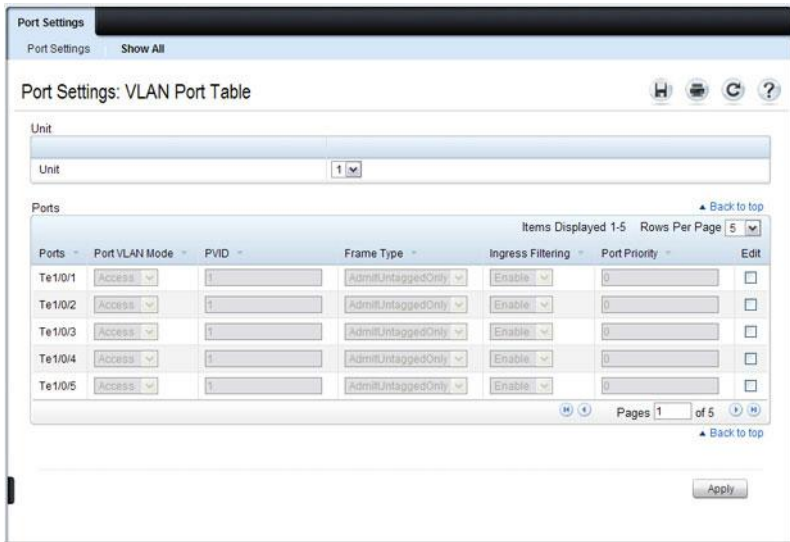 Port Settings
Port Settings Show All
Port Settings: VLAN Port Table
Unit
Unit 1
Ports Back to top
Items Displayed 1-5 Rows Per Page 5
Ports Port VLAN Mode PVID Frame Type Ingress Filtering Port Priority Edit
Te1/0/1 Access 1 AdmitUntaggedOnly Enable 0
Te1/0/2 Access 1 AdmitUntaggedOnly Enable 0
Te1/0/3 Access 1 AdmitUntaggedOnly Enable 0
Te1/0/4 Access 1 AdmitUntaggedOnly Enable 0
Te1/0/5 Access 1 AdmitUntaggedOnly Enable 0
Pages 1 of 5
Back to top
Apply